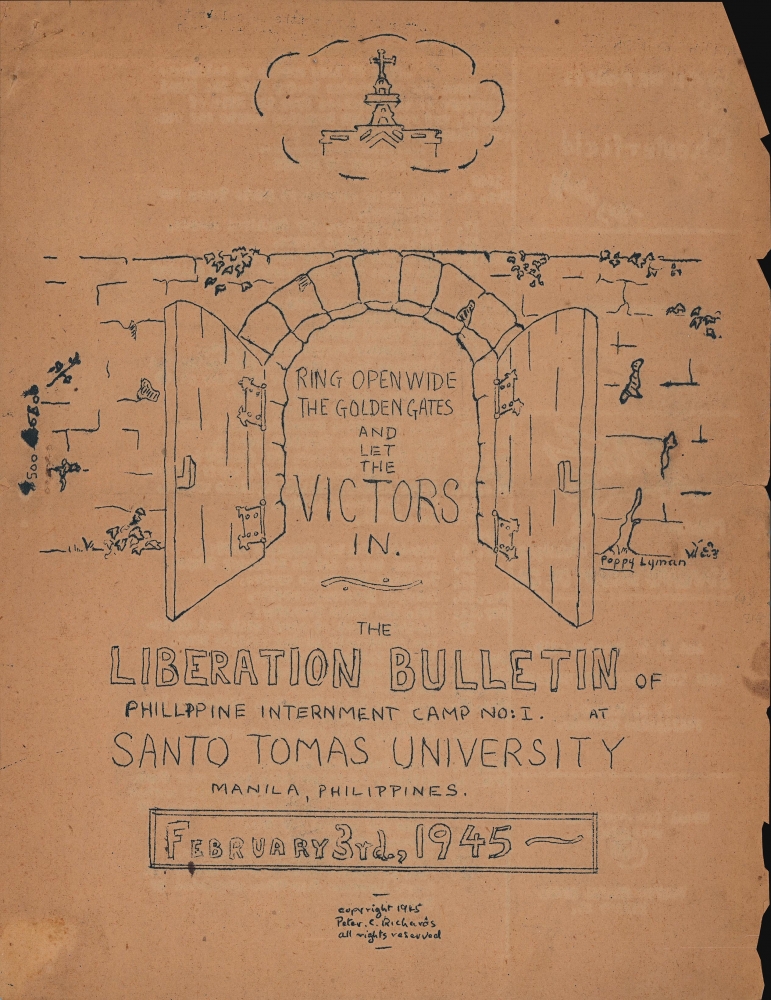 RING OPEN WIDE
THE GOLDEN GATES
AND
LET
THE
VICTORS
IN.
Poppy Lyman
THE
LIBERATION BULLETIN OF
PHILLPPINE INTERNMENT CAMP NO: I. AT
SANTO TOMAS UNIVERSITY
MANILA, PHILIPPINES.
FEBRUARY 3rd., 1945
copyright 1945
Peter. C. Richards
all rights reserved